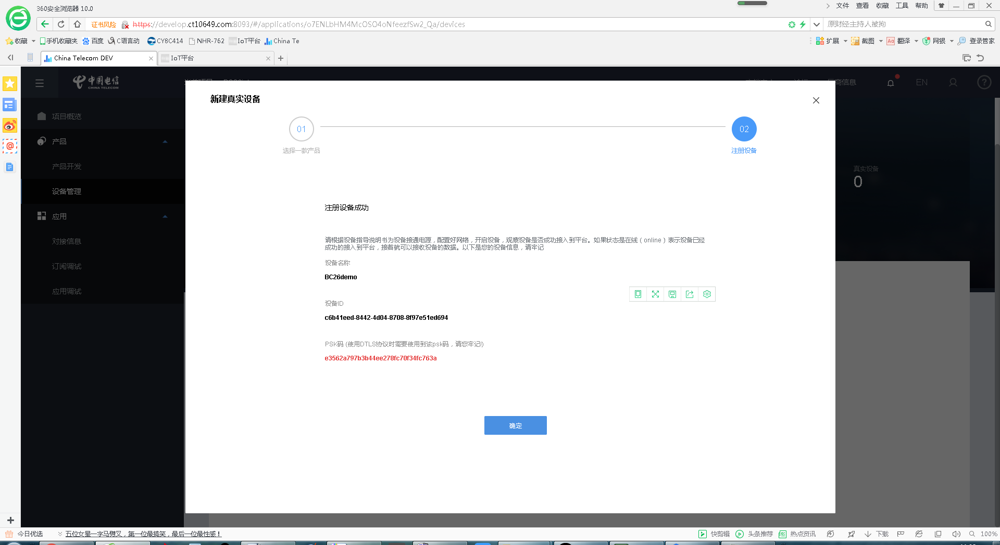 360安全浏览器 10.0
文件 查看 收藏 工具 帮助
证书风险 https://develop.ct10649.com:8093/#/applications/o7ENLbHM4McOSO4oNfeezfSw2_Qa/devices
原财经主持人被拘
收藏 手机收藏夹 百度 C语言动 CY8C414 NHR-762 IoT平台 China Te
扩展 截图 翻译 网银 登录管家
China Telecom DEV
IoT平台
中国电信
CHINA TELECOM
商信息
EN
新建真实设备
项目概览
产品
产品开发
设备管理
应用
对接信息
订阅调试
应用调试
01
02
选择一款产品
注册设备
真实设备
0
注册设备成功
请根据设备指导说明书为设备接通电源，配置好网络，开启设备，观察设备是否成功接入到平台。如果状态是在线（online）表示设备已经
成功的接入到平台，接着就可以接收设备的数据。以下是您的设备信息，请牢记
设备名称
BC26demo
设备ID
c6b41eed-8442-4d04-8708-8f97e51ed694
PSK码 (使用DTLS协议时需要使用到该psk码，请您牢记!)
e3562a797b3b44ee278fc70f34fc763a
确定
今日优选 五位女星一字马劈叉，第一位最搞笑，最后一位最性感！
快剪辑 头条推荐 热点资讯 下载 100%